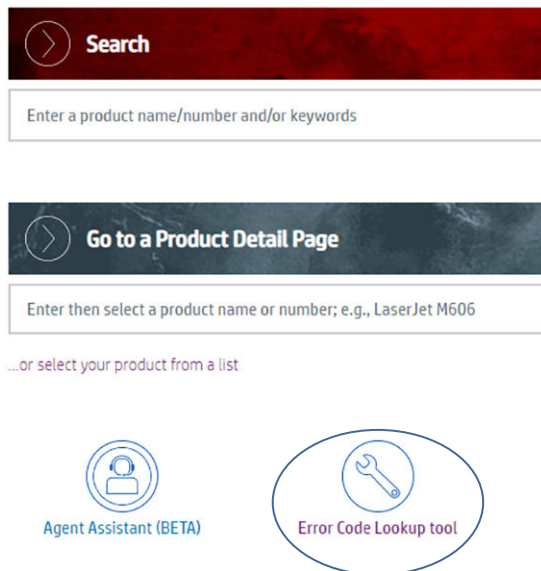 Search
Enter a product name/number and/or keywords
Go to a Product Detail Page
Enter then select a product name or number; e.g., LaserJet M606
...or select your product from a list
Agent Assistant (BETA) Error Code Lookup tool